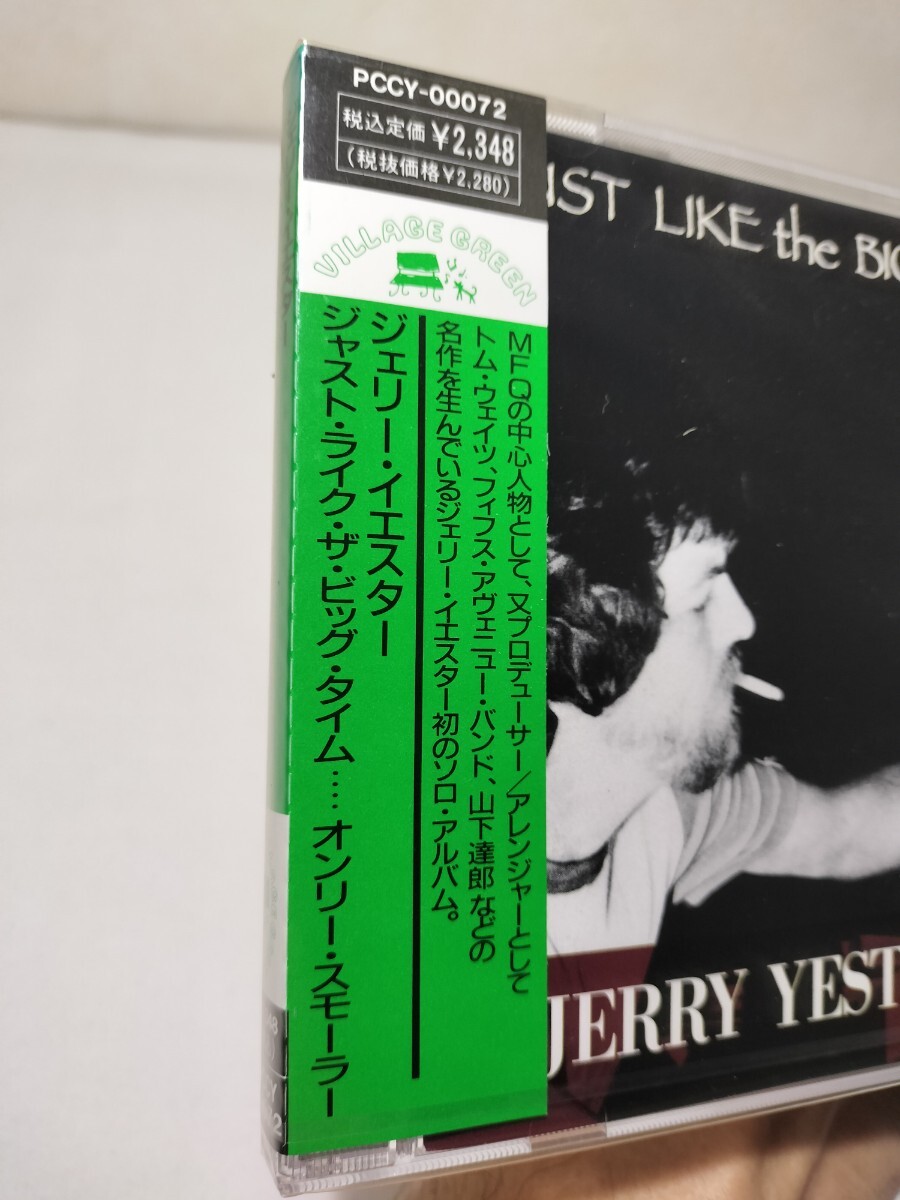 PCCY-00072
税込定価 ¥2,348
(税抜価格¥2,280)
VILLAGE GREEN
MFQの中心人物として、又プロデューサー/アレンジャーとして
トム・ウェイツ、フィフス・アヴェニュー・バンド、山下達郎などの
名作を生んでいるジェリー・イエスター初のソロ・アルバム。
ジェリー・イエスター
ジャスト・ライク・ザ・ビッグ・タイム…… オンリー・スモーラー
UST LIKE the BIG
JERRY YEST